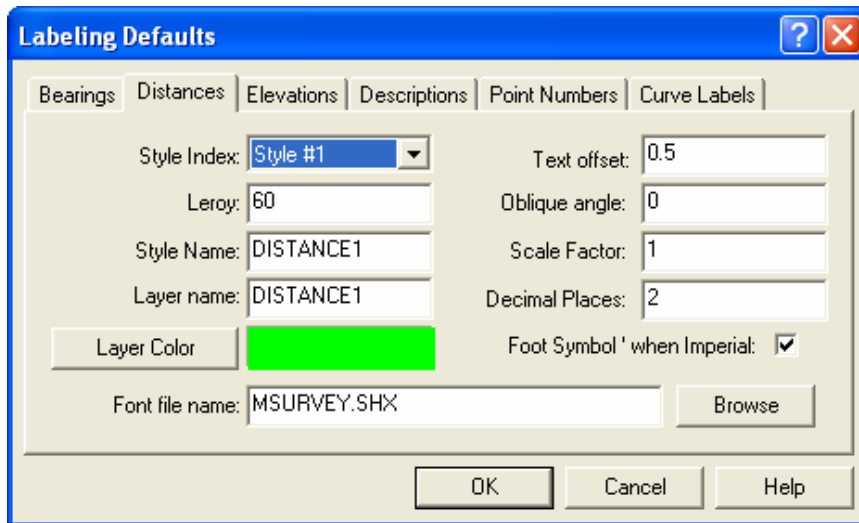 Labeling Defaults
Bearings Distances Elevations Descriptions Point Numbers Curve Labels
Style Index: Style #1 Text offset: 0.5
Leroy: 60 Oblique angle: 0
Style Name: DISTANCE1 Scale Factor: 1
Layer name: DISTANCE1 Decimal Places: 2
Layer Color Foot Symbol ' when Imperial:
Font file name: MSURVEY.SHX Browse
OK Cancel Help